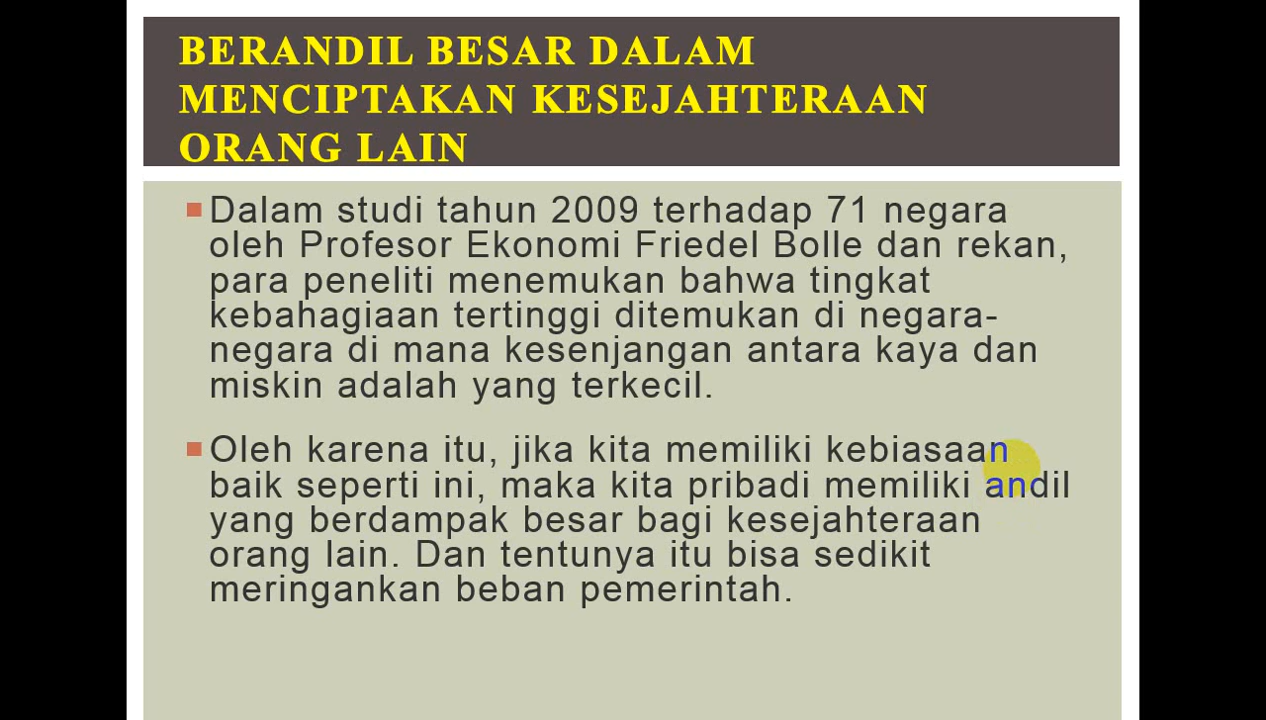 BERANDIL BESAR DALAM
MENCIPTAKAN KESEJAHTERAAN
ORANG LAIN
Dalam studi tahun 2009 terhadap 71 negara
oleh Profesor Ekonomi Friedel Bolle dan rekan,
para peneliti menemukan bahwa tingkat
kebahagiaan tertinggi ditemukan di negara-
negara di mana kesenjangan antara kaya dan
miskin adalah yang terkecil.
Oleh karena itu, jika kita memiliki kebiasaan
baik seperti ini, maka kita pribadi memiliki andil
yang berdampak besar bagi kesejahteraan
orang lain. Dan tentunya itu bisa sedikit
meringankan beban pemerintah.